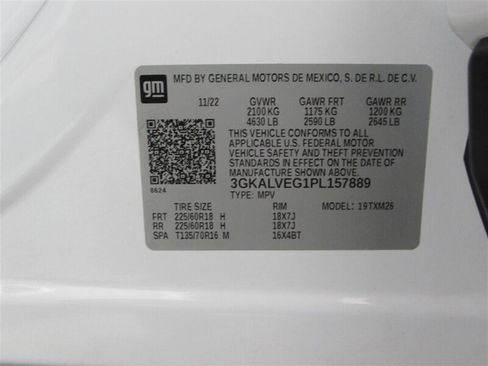 gm
MFD BY GENERAL MOTORS DE MEXICO, S. DE R.L. DE C.V.
11/22 GVWR GAWR FRT GAWR RR
2100 KG 1175 KG 1200 KG
4630 LB 2590 LB 2645 LB
THIS VEHICLE CONFORMS TO ALL
APPLICABLE U.S. FEDERAL MOTOR
VEHICLE SAFETY AND THEFT PREVENTION
STANDARDS IN EFFECT ON THE DATE OF
MANUFACTURE SHOWN ABOVE.
3GKALVEG1PL157889
8624 TYPE: MPV
TIRE SIZE RIM MODEL: 19TXM26
FRT 225/60R18 H 18X7J
RR 225/60R18 H 18X7J
SPA T135/70R16 M 16X4BT